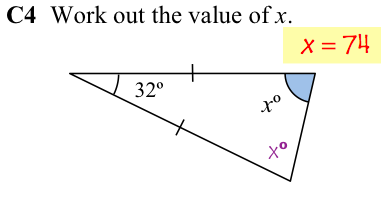 C4 Work out the value of x.
x = 74
32º
xº
xº